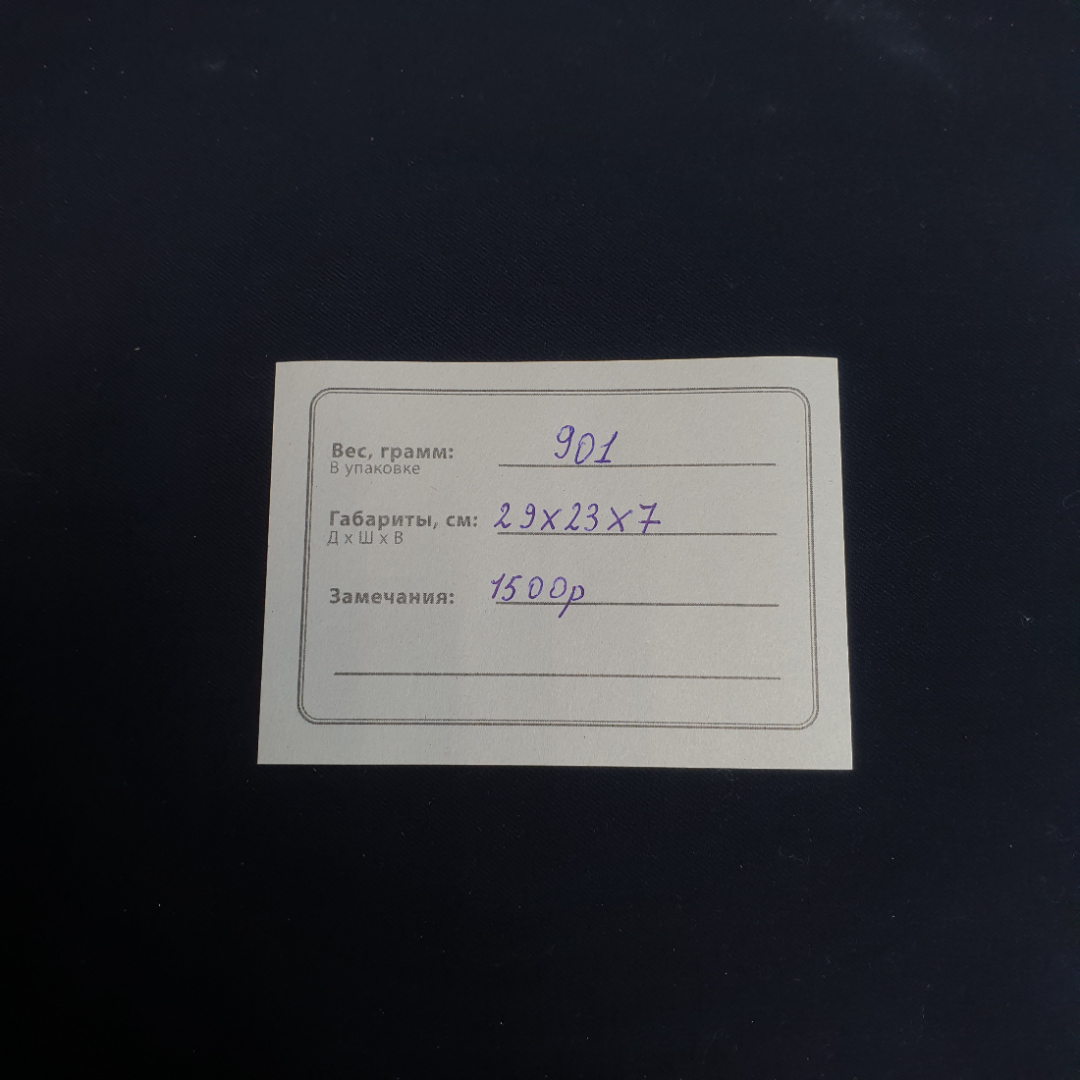 Вес, грамм: 901
В упаковке
Габариты, см: 29х23х7
Д х Ш х В
Замечания: 1500р